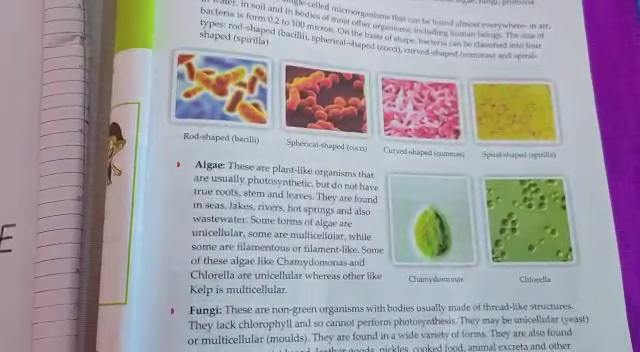 single-celled microorganisms that can be found almost everywhere- in air,
in water, in soil and in bodies of most other organisms, including human beings. The size of
bacteria is form 0.2 to 100 micron. On the basis of shape, bacteria can be classified into four
types: rod-shaped (bacilli), spherical-shaped (cocci), curved-shaped (commas) and spiral-
shaped (spirilla).
Rod-shaped (bacilli)
Spherical-shaped (cocci)
Curved-shaped (commas)
Spiral-shaped (spirilla)
Algae: These are plant-like organisms that
are usually photosynthetic, but do not have
true roots, stem and leaves. They are found
in seas, lakes, rivers, hot springs and also
wastewater. Some forms of algae are
unicellular, some are multicellular, while
some are filamentous or filament-like. Some
of these algae like Chamydomonas and
Chlorella are unicellular whereas other like
Kelp is multicellular.
Chamydomonas
Chlorella
Fungi: These are non-green organisms with bodies usually made of thread-like structures.
They lack chlorophyll and so cannot perform photosynthesis. They may be unicellular (yeast)
or multicellular (moulds). They are found in a wide variety of forms. They are also found
leather goods, pickles, cooked food, animal excreta and other
E